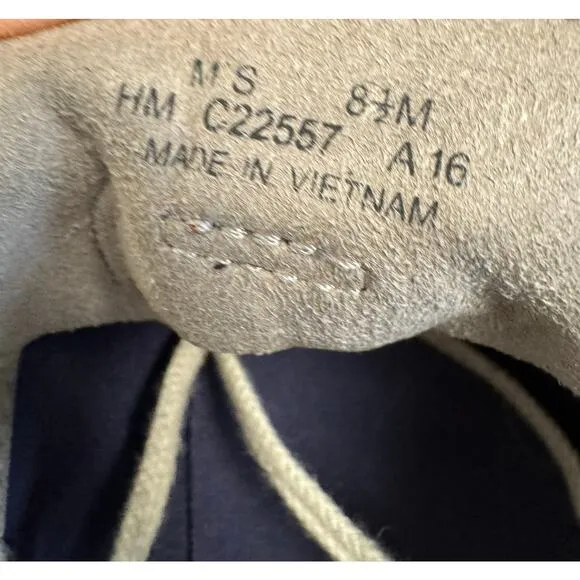 M'S 8½M
HM C22557 A 16
MADE IN VIETNAM